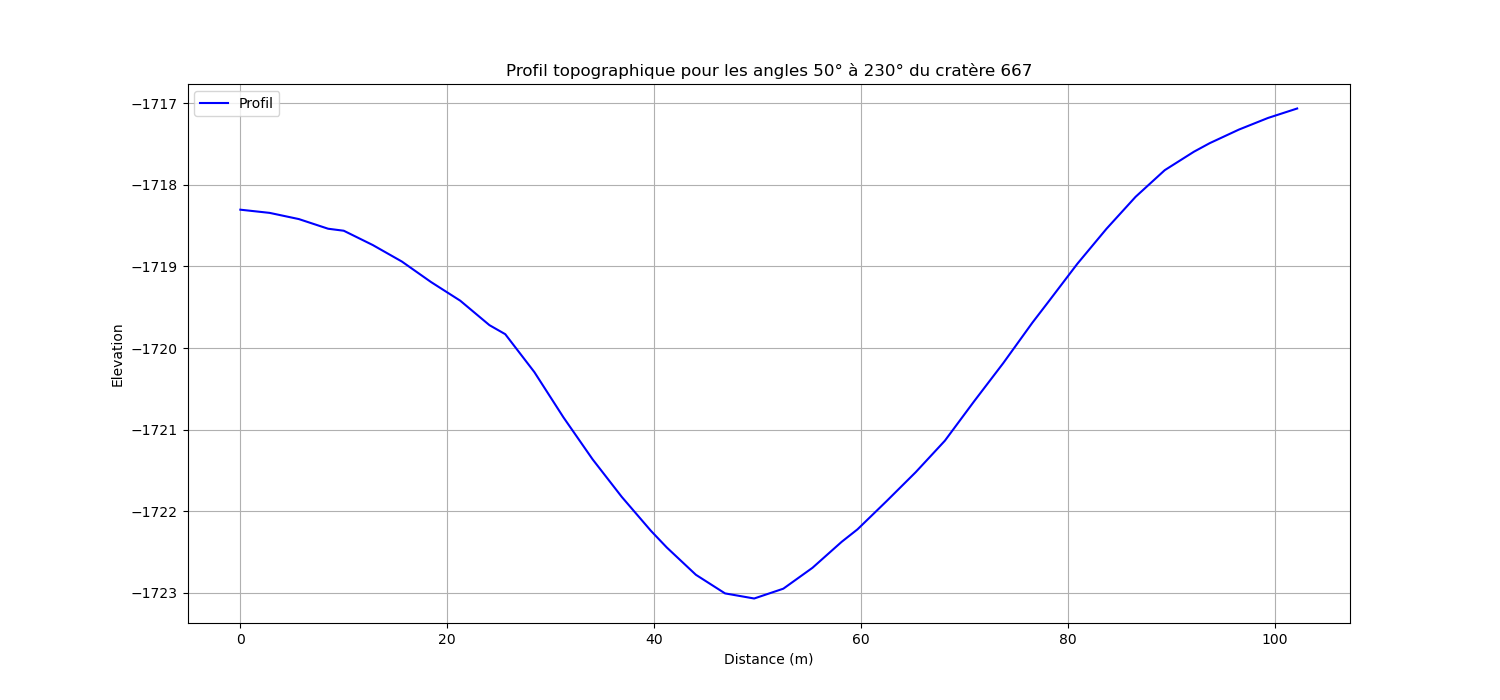 Profil topographique pour les angles 50° à 230° du cratère 667
Profil
−1717
−1718
−1719
−1720
−1721
−1722
−1723
Elevation
0 20 40 60 80 100
Distance (m)